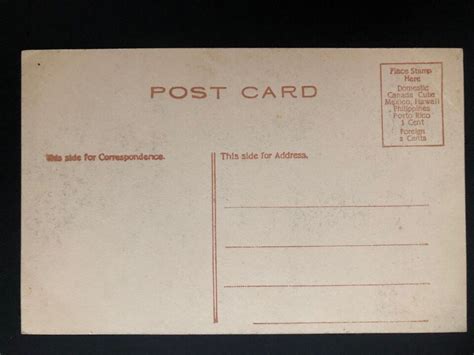 POST CARD
Place Stamp
Here
Domestic
Canada Cuba
Mexico, Hawaii
Philippines
Porto Rico
1 Cent
Foreign
2 Cents
This side for Correspondence.
This side for Address.